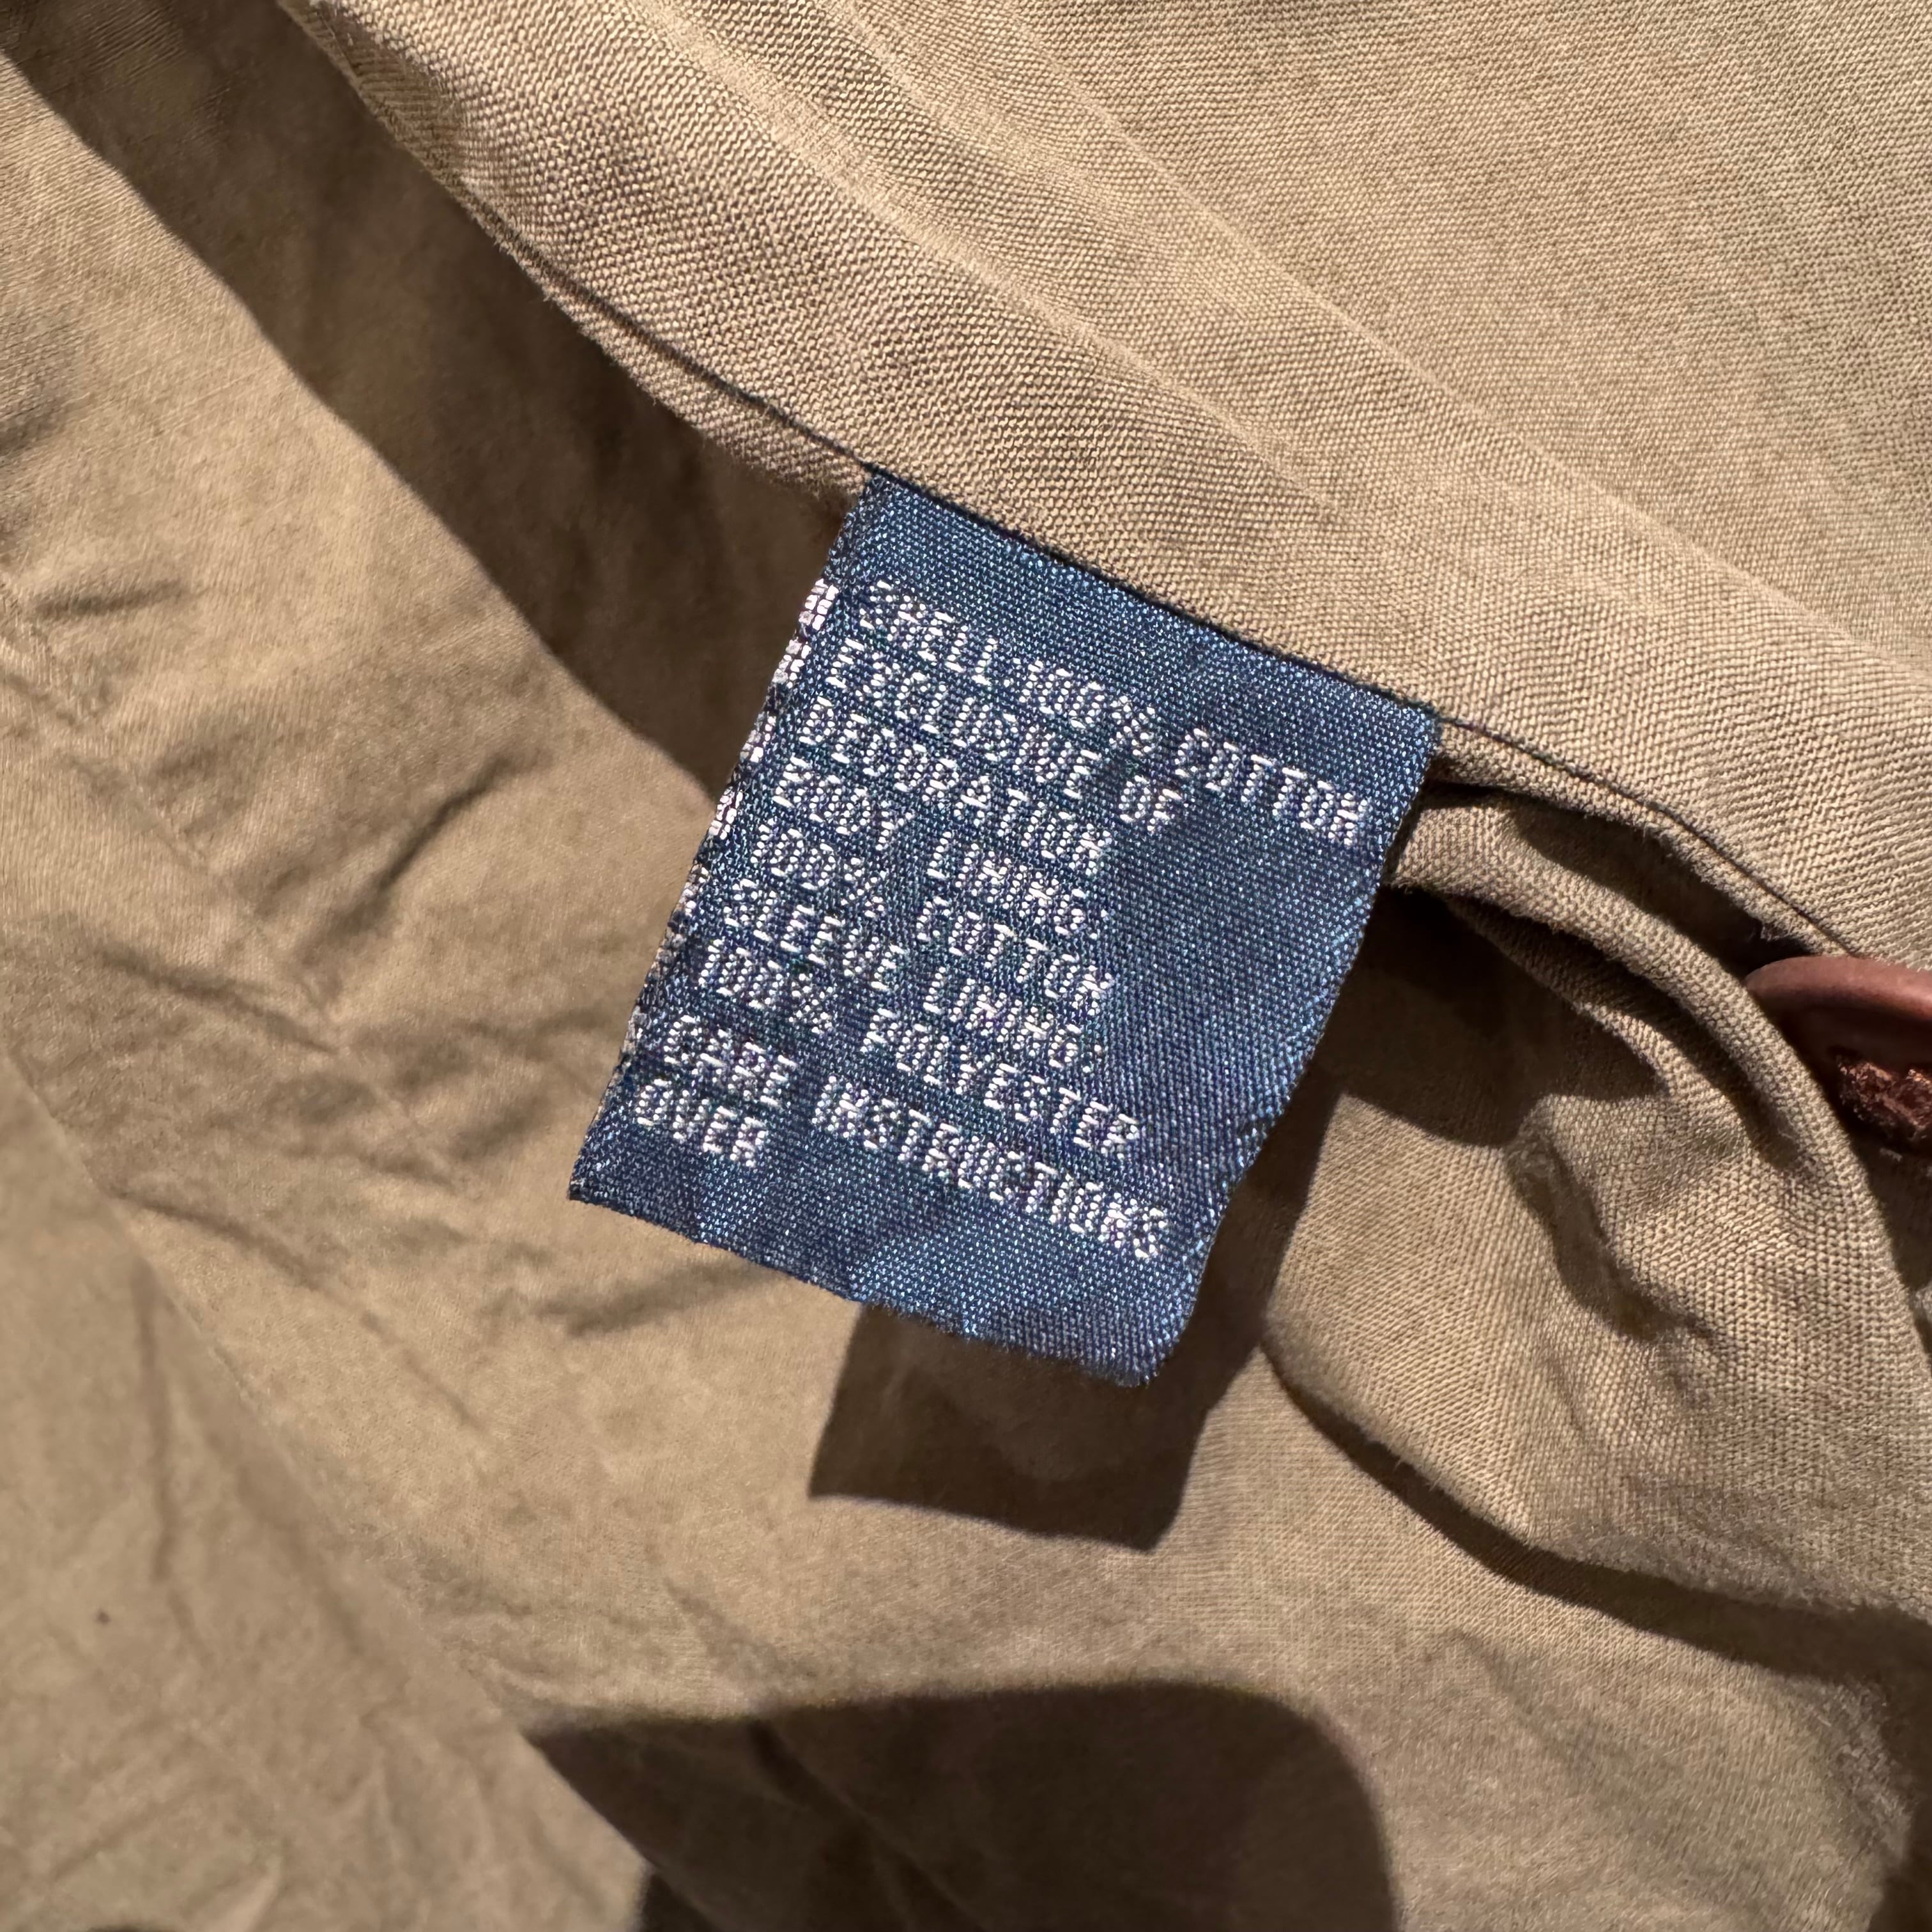 SHELL:100% COTTON
EXCLUSIVE OF
DECORATION
BODY LINING:
100% COTTON
SLEEVE LINING:
100% POLYESTER
CARE INSTRUCTIONS
OVER